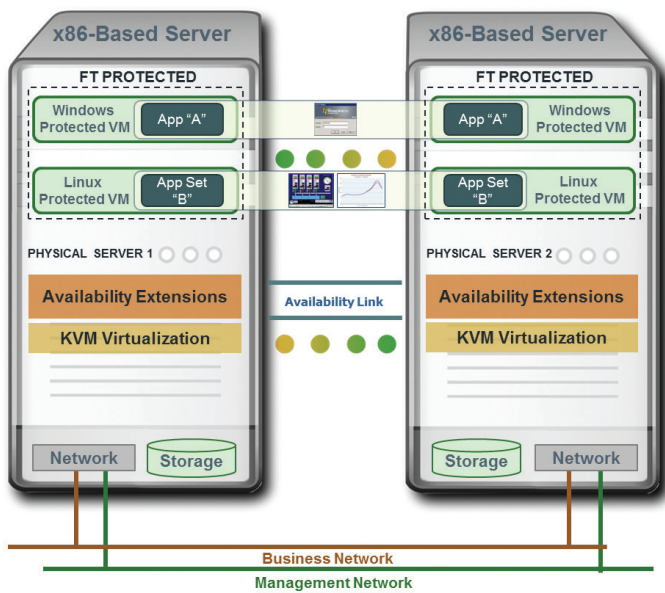 x86-Based Server
x86-Based Server
FT PROTECTED
FT PROTECTED
Windows
Protected VM
App “A”
App “A”
Windows
Protected VM
Linux
Protected VM
App Set
“B”
App Set
“B”
Linux
Protected VM
PHYSICAL SERVER 1
PHYSICAL SERVER 2
Availability Extensions
Availability Link
Availability Extensions
KVM Virtualization
KVM Virtualization
Network
Storage
Storage
Network
Business Network
Management Network